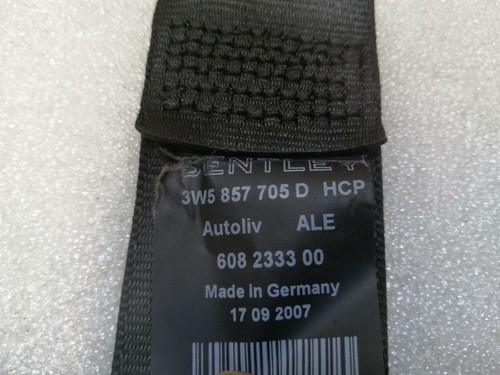 BENTLEY
3W5 857 705 D HCP
Autoliv ALE
608 2333 00
Made in Germany
17 09 2007